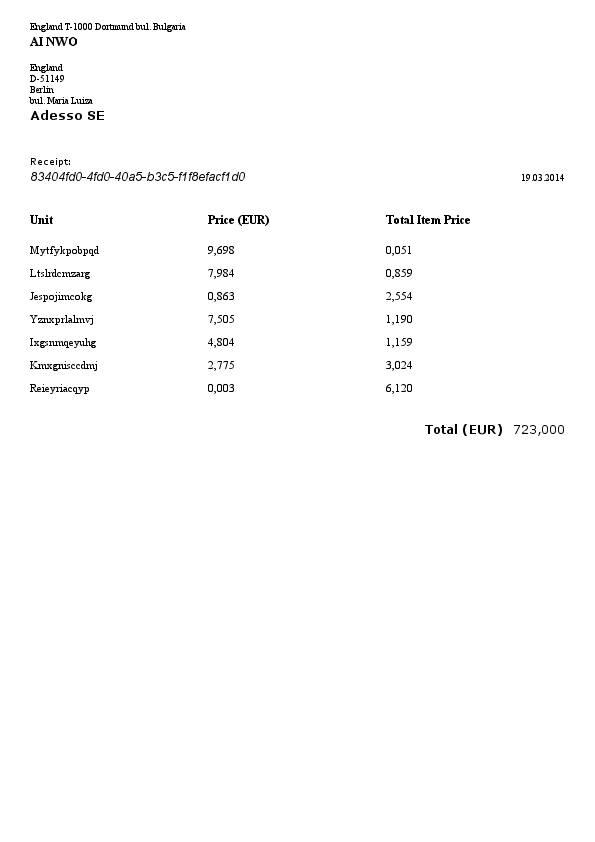 England T-1000 Dortmund bul. Bulgaria
AI NWO
England
D-51149
Berlin
bul. Maria Luiza
Adesso SE
Receipt:
83404fd0-4fd0-40a5-b3c5-f1f8efacf1d0 19.03.2014
Unit Price (EUR) Total Item Price
Mytfykpobpqd 9,698 0,051
Ltslrdcmzarg 7,984 0,859
Jespojimcokg 0,863 2,554
Yznxprlalmvj 7,505 1,190
Ixgsnmqeyuhg 4,804 1,159
Kmxgnisccdmj 2,775 3,024
Reieyriacqyp 0,003 6,120
Total (EUR) 723,000